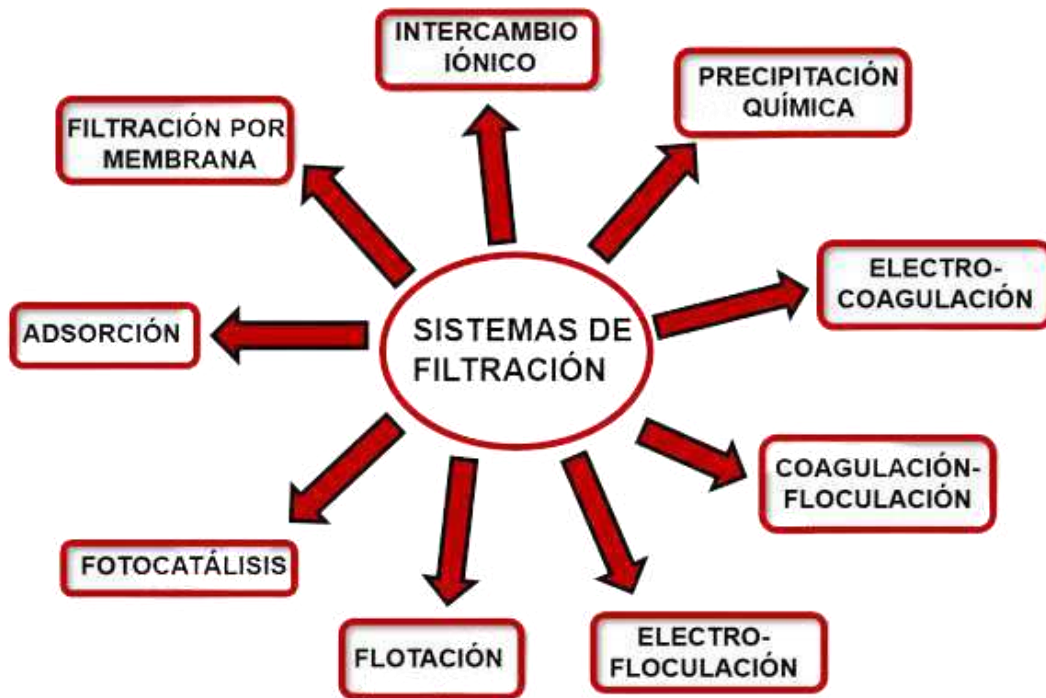 INTERCAMBIO
IÓNICO
PRECIPITACIÓN
QUÍMICA
FILTRACIÓN POR
MEMBRANA
ELECTRO-
COAGULACIÓN
ADSORCIÓN
SISTEMAS DE
FILTRACIÓN
COAGULACIÓN-
FLOCULACIÓN
FOTOCATÁLISIS
FLOTACIÓN
ELECTRO-
FLOCULACIÓN